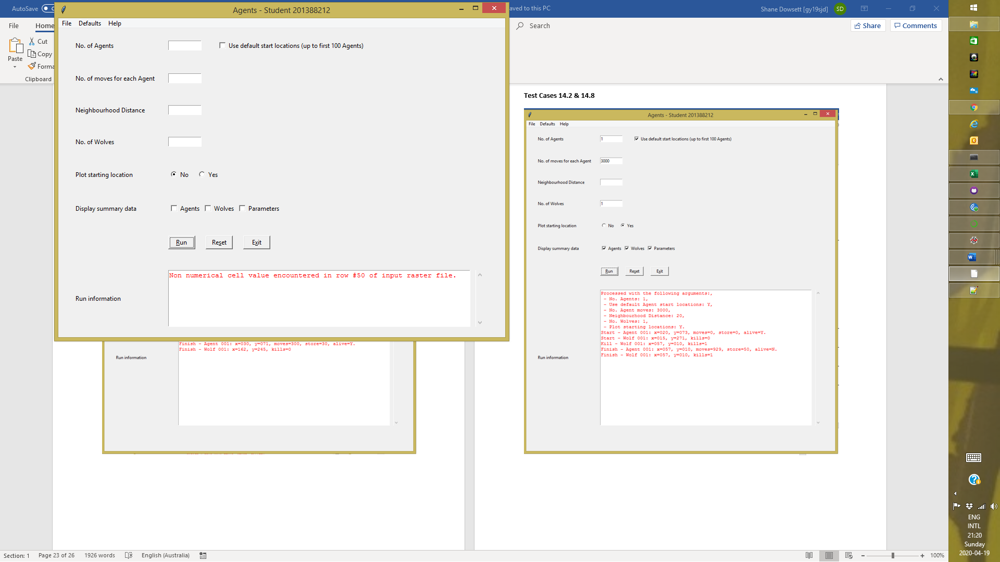 AutoSave
Agents - Student 201388212
aved to this PC
Shane Dowsett [gy19sjd]
SD
File
Home
File Defaults Help
Search
Share
Comments
Cut
Copy
Paste
Forma
Clipboard
No. of Agents
Use default start locations (up to first 100 Agents)
No. of moves for each Agent
Neighbourhood Distance
No. of Wolves
Plot starting location
No
Yes
Display summary data
Agents
Wolves
Parameters
Run
Reset
Exit
Non numerical cell value encountered in row #50 of input raster file.
Run information
Finish - Agent 001: x=030, y=071, moves=300, store=30, alive=Y.
Finish - Wolf 001: x=162, y=245, kills=0
Run information
Test Cases 14.2 & 14.8
Agents - Student 201388212
File Defaults Help
No. of Agents
1
Use default start locations (up to first 100 Agents)
No. of moves for each Agent
3000
Neighbourhood Distance
No. of Wolves
1
Plot starting location
No
Yes
Display summary data
Agents
Wolves
Parameters
Run
Reset
Exit
Processed with the following arguments:,
- No. Agents: 1,
- Use default Agent start locations: Y,
- No. Agent moves: 3000,
- Neighbourhood Distance: 20,
- No. Wolves: 1,
- Plot starting locations: Y.
Start - Agent 001: x=020, y=073, moves=0, store=0, alive=Y.
Start - Wolf 001: x=015, y=271, kills=0
Kill - Wolf 001: x=057, y=010, kills=1
Finish - Agent 001: x=057, y=010, moves=929, store=50, alive=N.
Finish - Wolf 001: x=057, y=010, kills=1
Run information
ENG
INTL
21:20
Sunday
2020-04-19
Section: 1
Page 23 of 26
1926 words
English (Australia)
100%